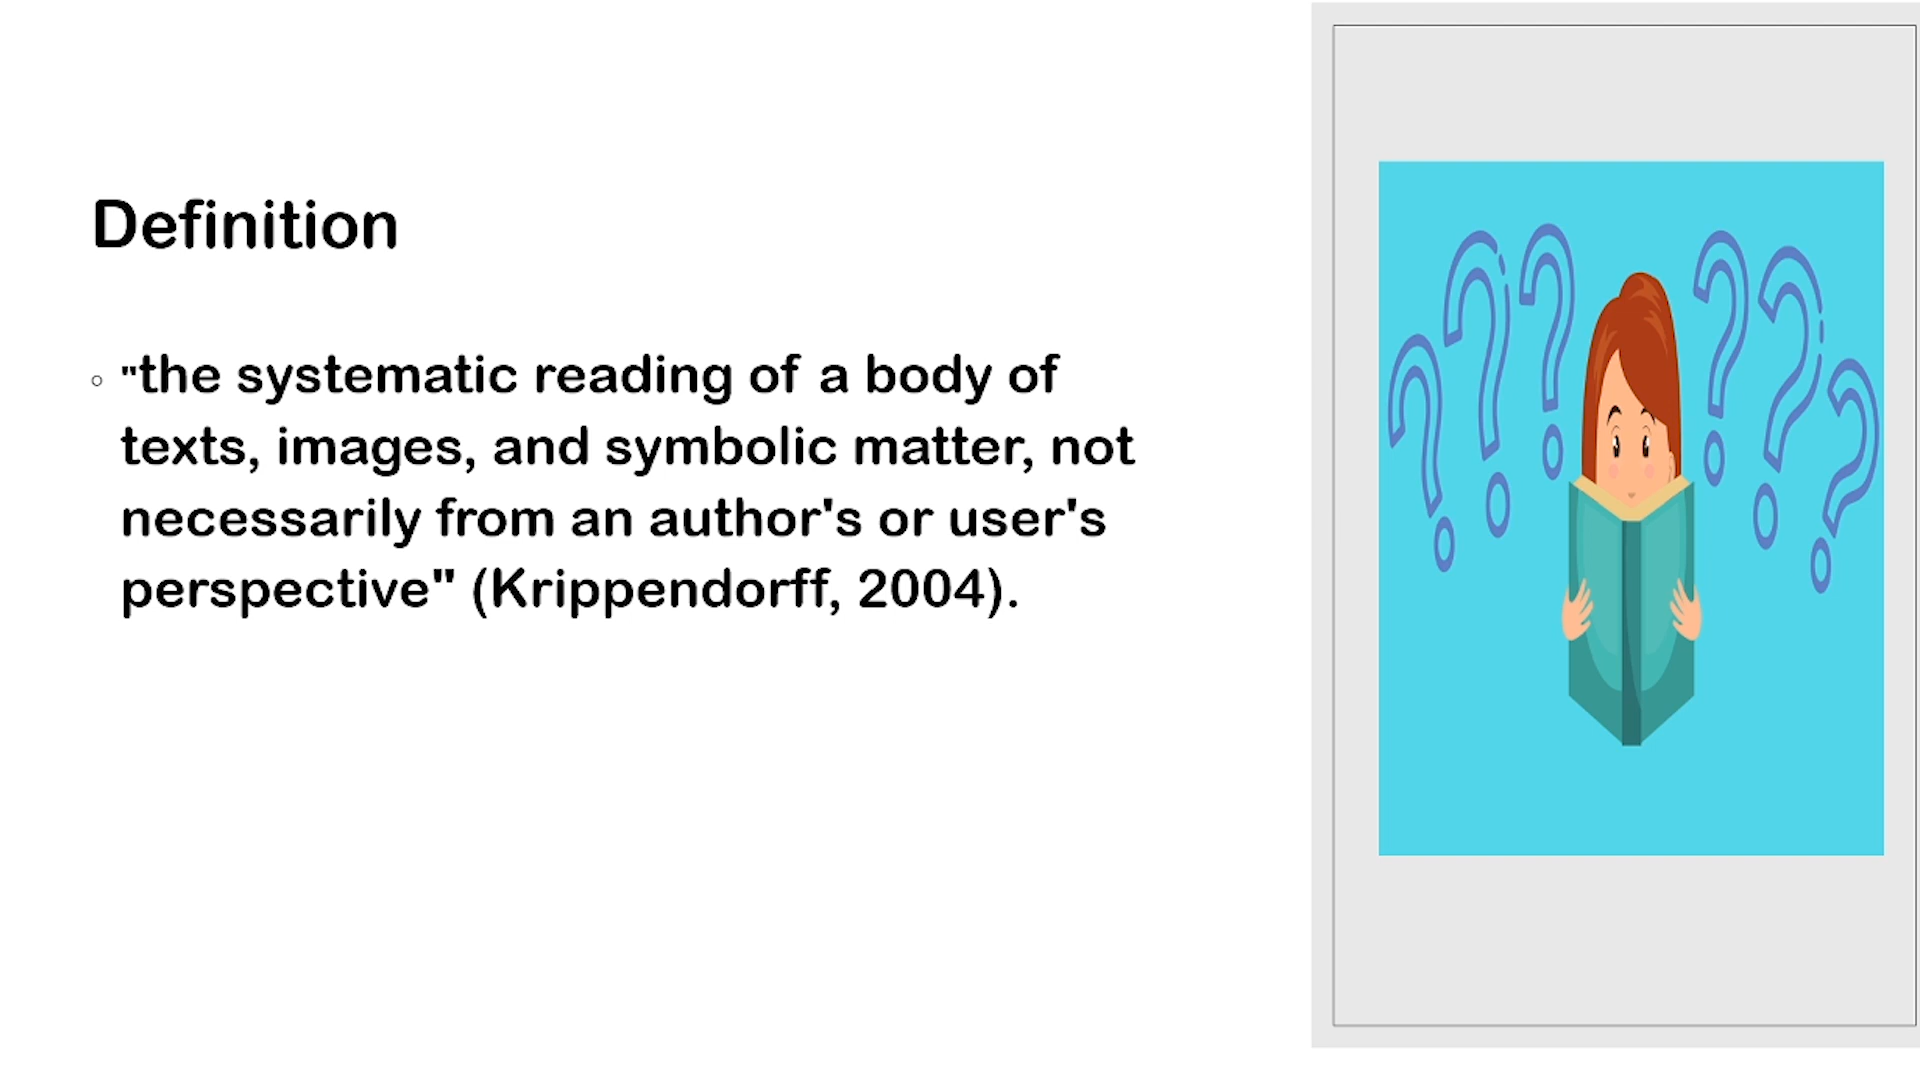 Definition
"the systematic reading of a body of
texts, images, and symbolic matter, not
necessarily from an author's or user's
perspective" (Krippendorff, 2004).